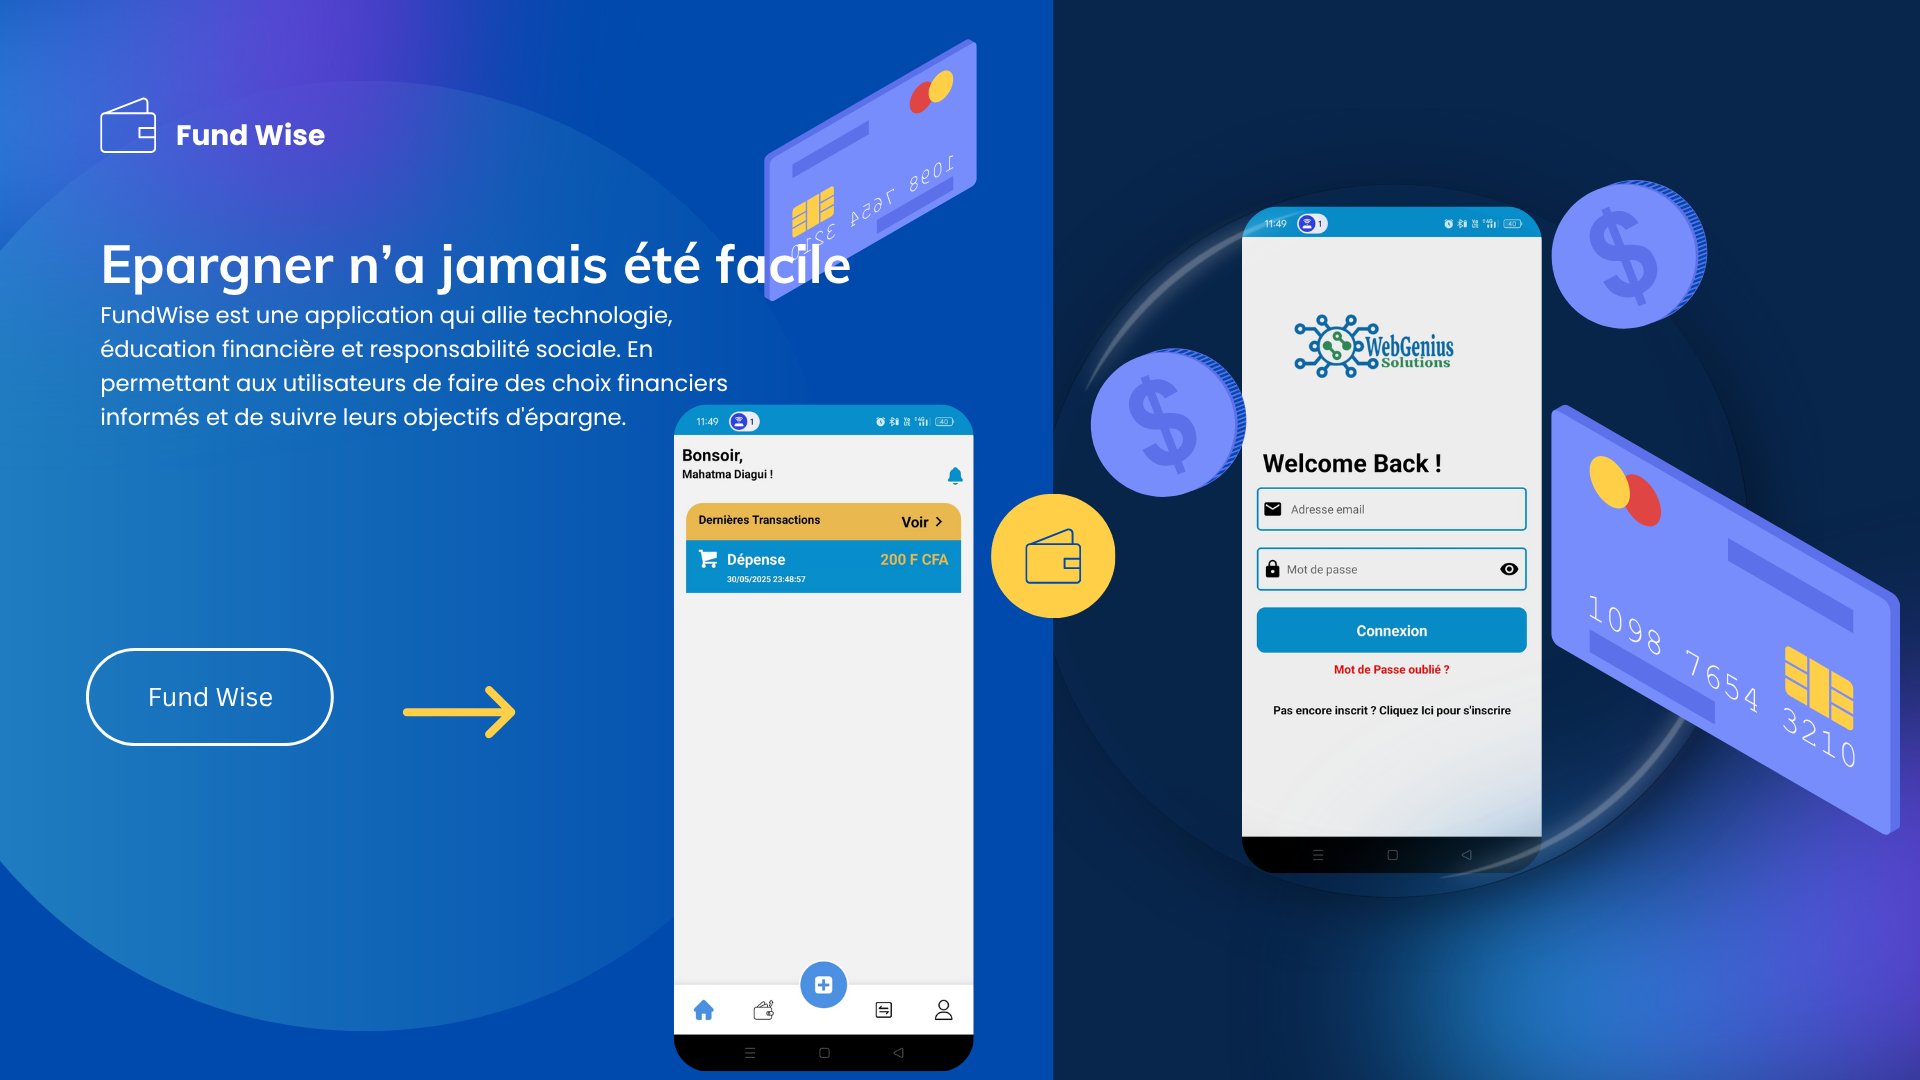 Fund Wise
Epargner n’a jamais été facile
FundWise est une application qui allie technologie,
éducation financière et responsabilité sociale. En
permettant aux utilisateurs de faire des choix financiers
informés et de suivre leurs objectifs d'épargne.
Fund Wise
1098 7654 3210
11:49
1
Bonsoir,
Mahatma Diagui !
Dernières Transactions
Voir
Dépense
200 F CFA
30/05/2025 23:48:57
11:49
1
WebGenius
Solutions
Welcome Back !
Adresse email
Mot de passe
Connexion
Mot de Passe oublié ?
Pas encore inscrit ? Cliquez Ici pour s'inscrire
1098 7654 3210